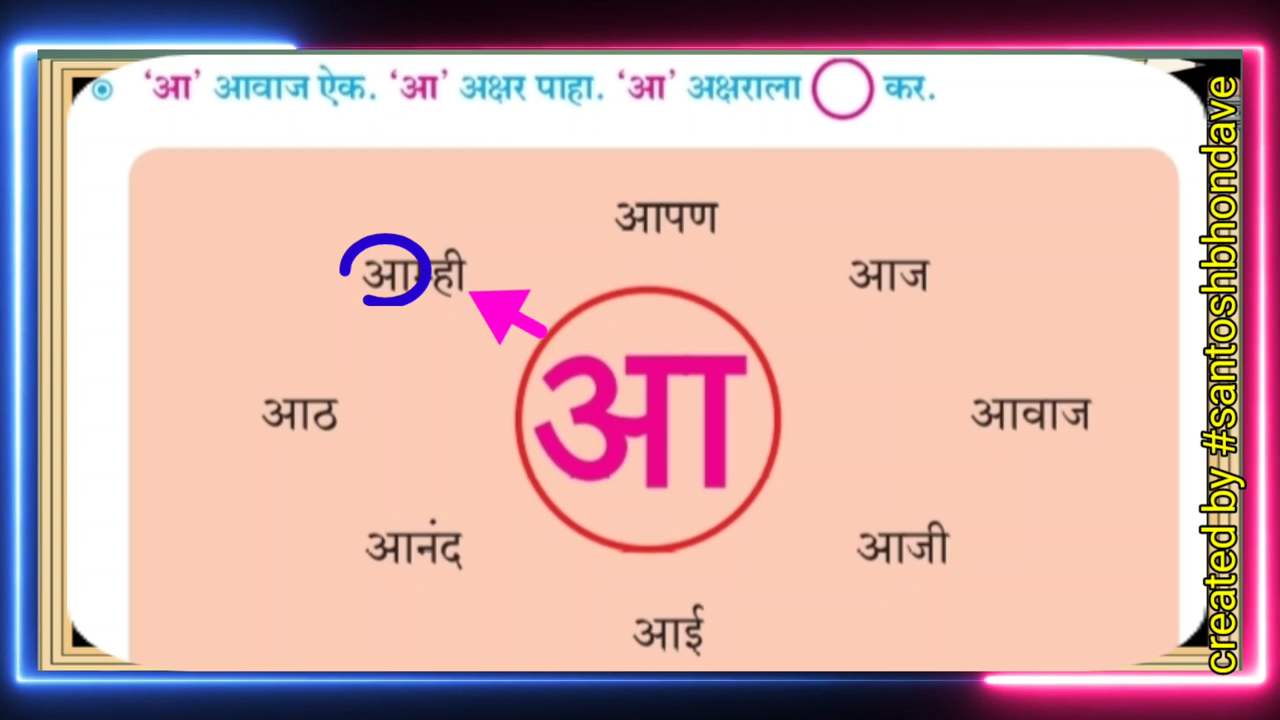 ‘आ’ आवाज ऐक. ‘आ’ अक्षर पाहा. ‘आ’ अक्षराला कर.
आपण
आम्ही
आज
आठ
आ
आवाज
आनंद
आजी
आई
created by #santoshbhondave